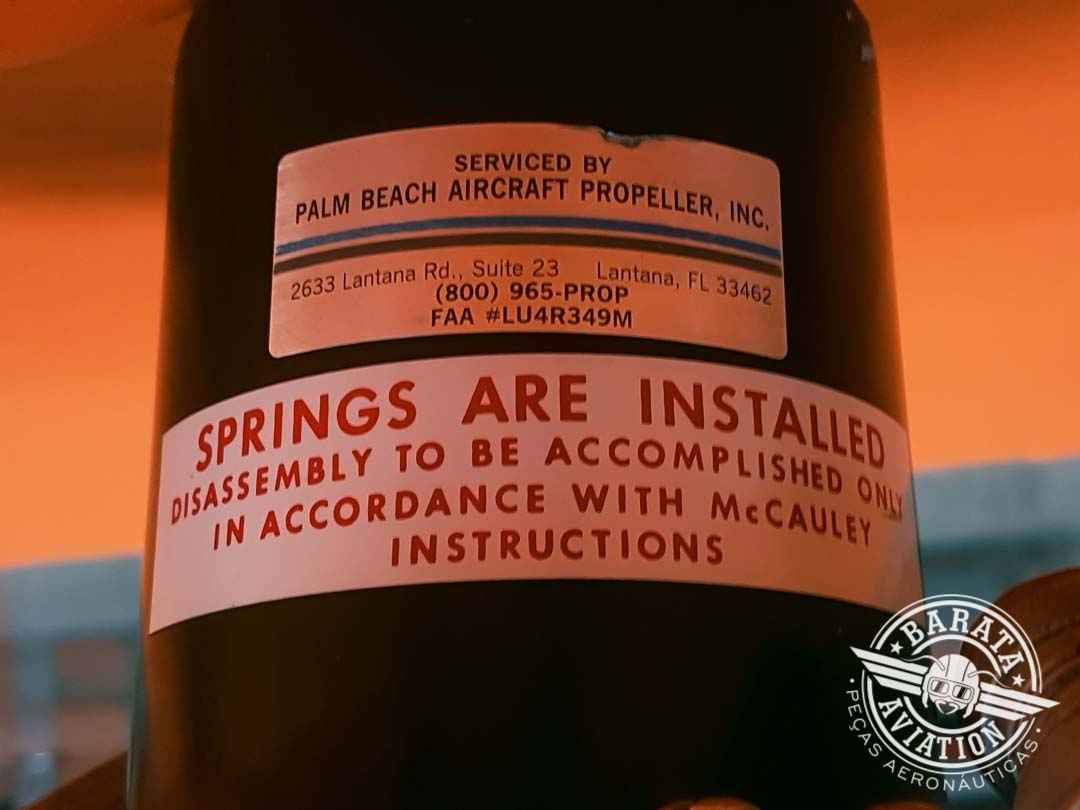 SERVICED BY
PALM BEACH AIRCRAFT PROPELLER, INC.
2633 Lantana Rd., Suite 23 Lantana, FL 33462
(800) 965-PROP
FAA #LU4R349M
SPRINGS ARE INSTALLED
DISASSEMBLY TO BE ACCOMPLISHED ONLY
IN ACCORDANCE WITH McCAULEY
INSTRUCTIONS
BARATA
AVIATION
PEÇAS AERONÁUTICAS